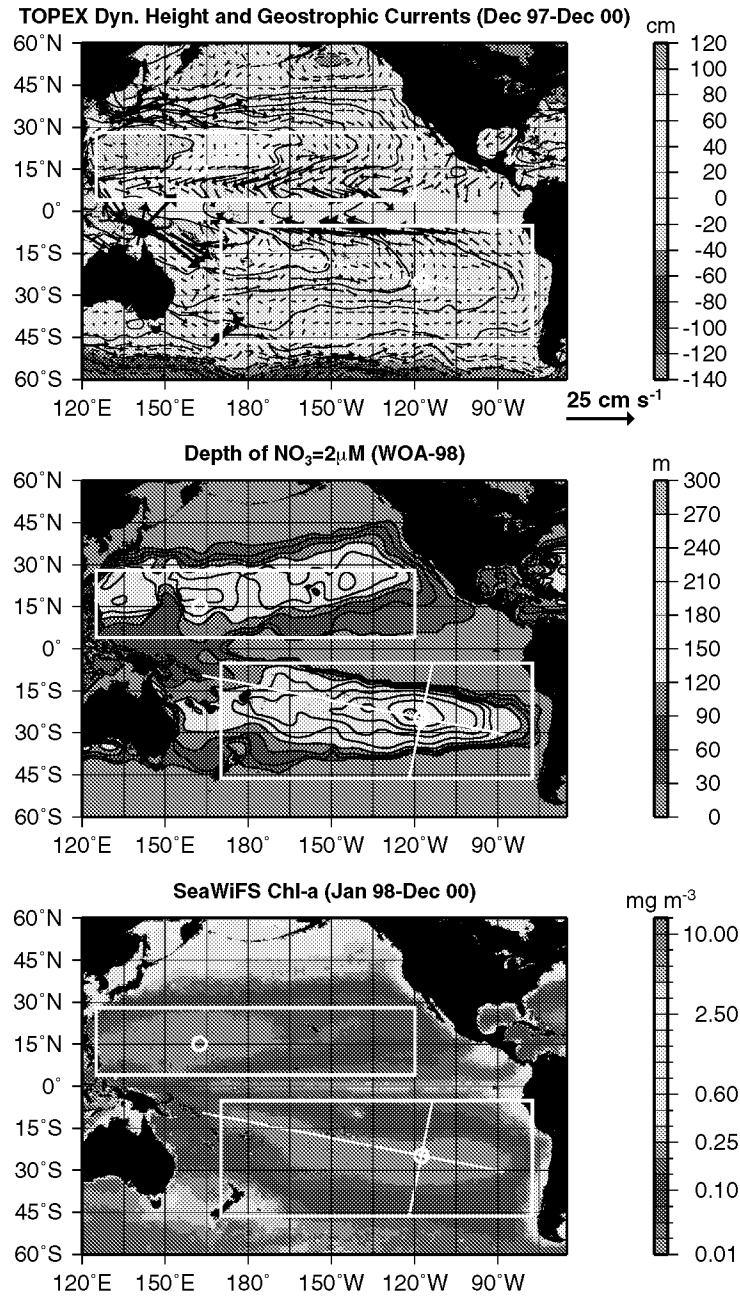 TOPEX Dyn. Height and Geostrophic Currents (Dec 97-Dec 00)
cm
60˚N
45˚N
30˚N
15˚N
0˚
15˚S
30˚S
45˚S
60˚S
120˚E 150˚E 180˚ 150˚W 120˚W 90˚W
120
100
80
60
40
20
0
-20
-40
-60
-80
-100
-120
-140
25 cm s-1
Depth of NO3=2μM (WOA-98)
m
60˚N
45˚N
30˚N
15˚N
0˚
15˚S
30˚S
45˚S
60˚S
120˚E 150˚E 180˚ 150˚W 120˚W 90˚W
300
270
240
210
180
150
120
90
60
30
0
SeaWiFS Chl-a (Jan 98-Dec 00)
mg m-3
60˚N
45˚N
30˚N
15˚N
0˚
15˚S
30˚S
45˚S
60˚S
120˚E 150˚E 180˚ 150˚W 120˚W 90˚W
10.00
2.50
0.60
0.25
0.10
0.01